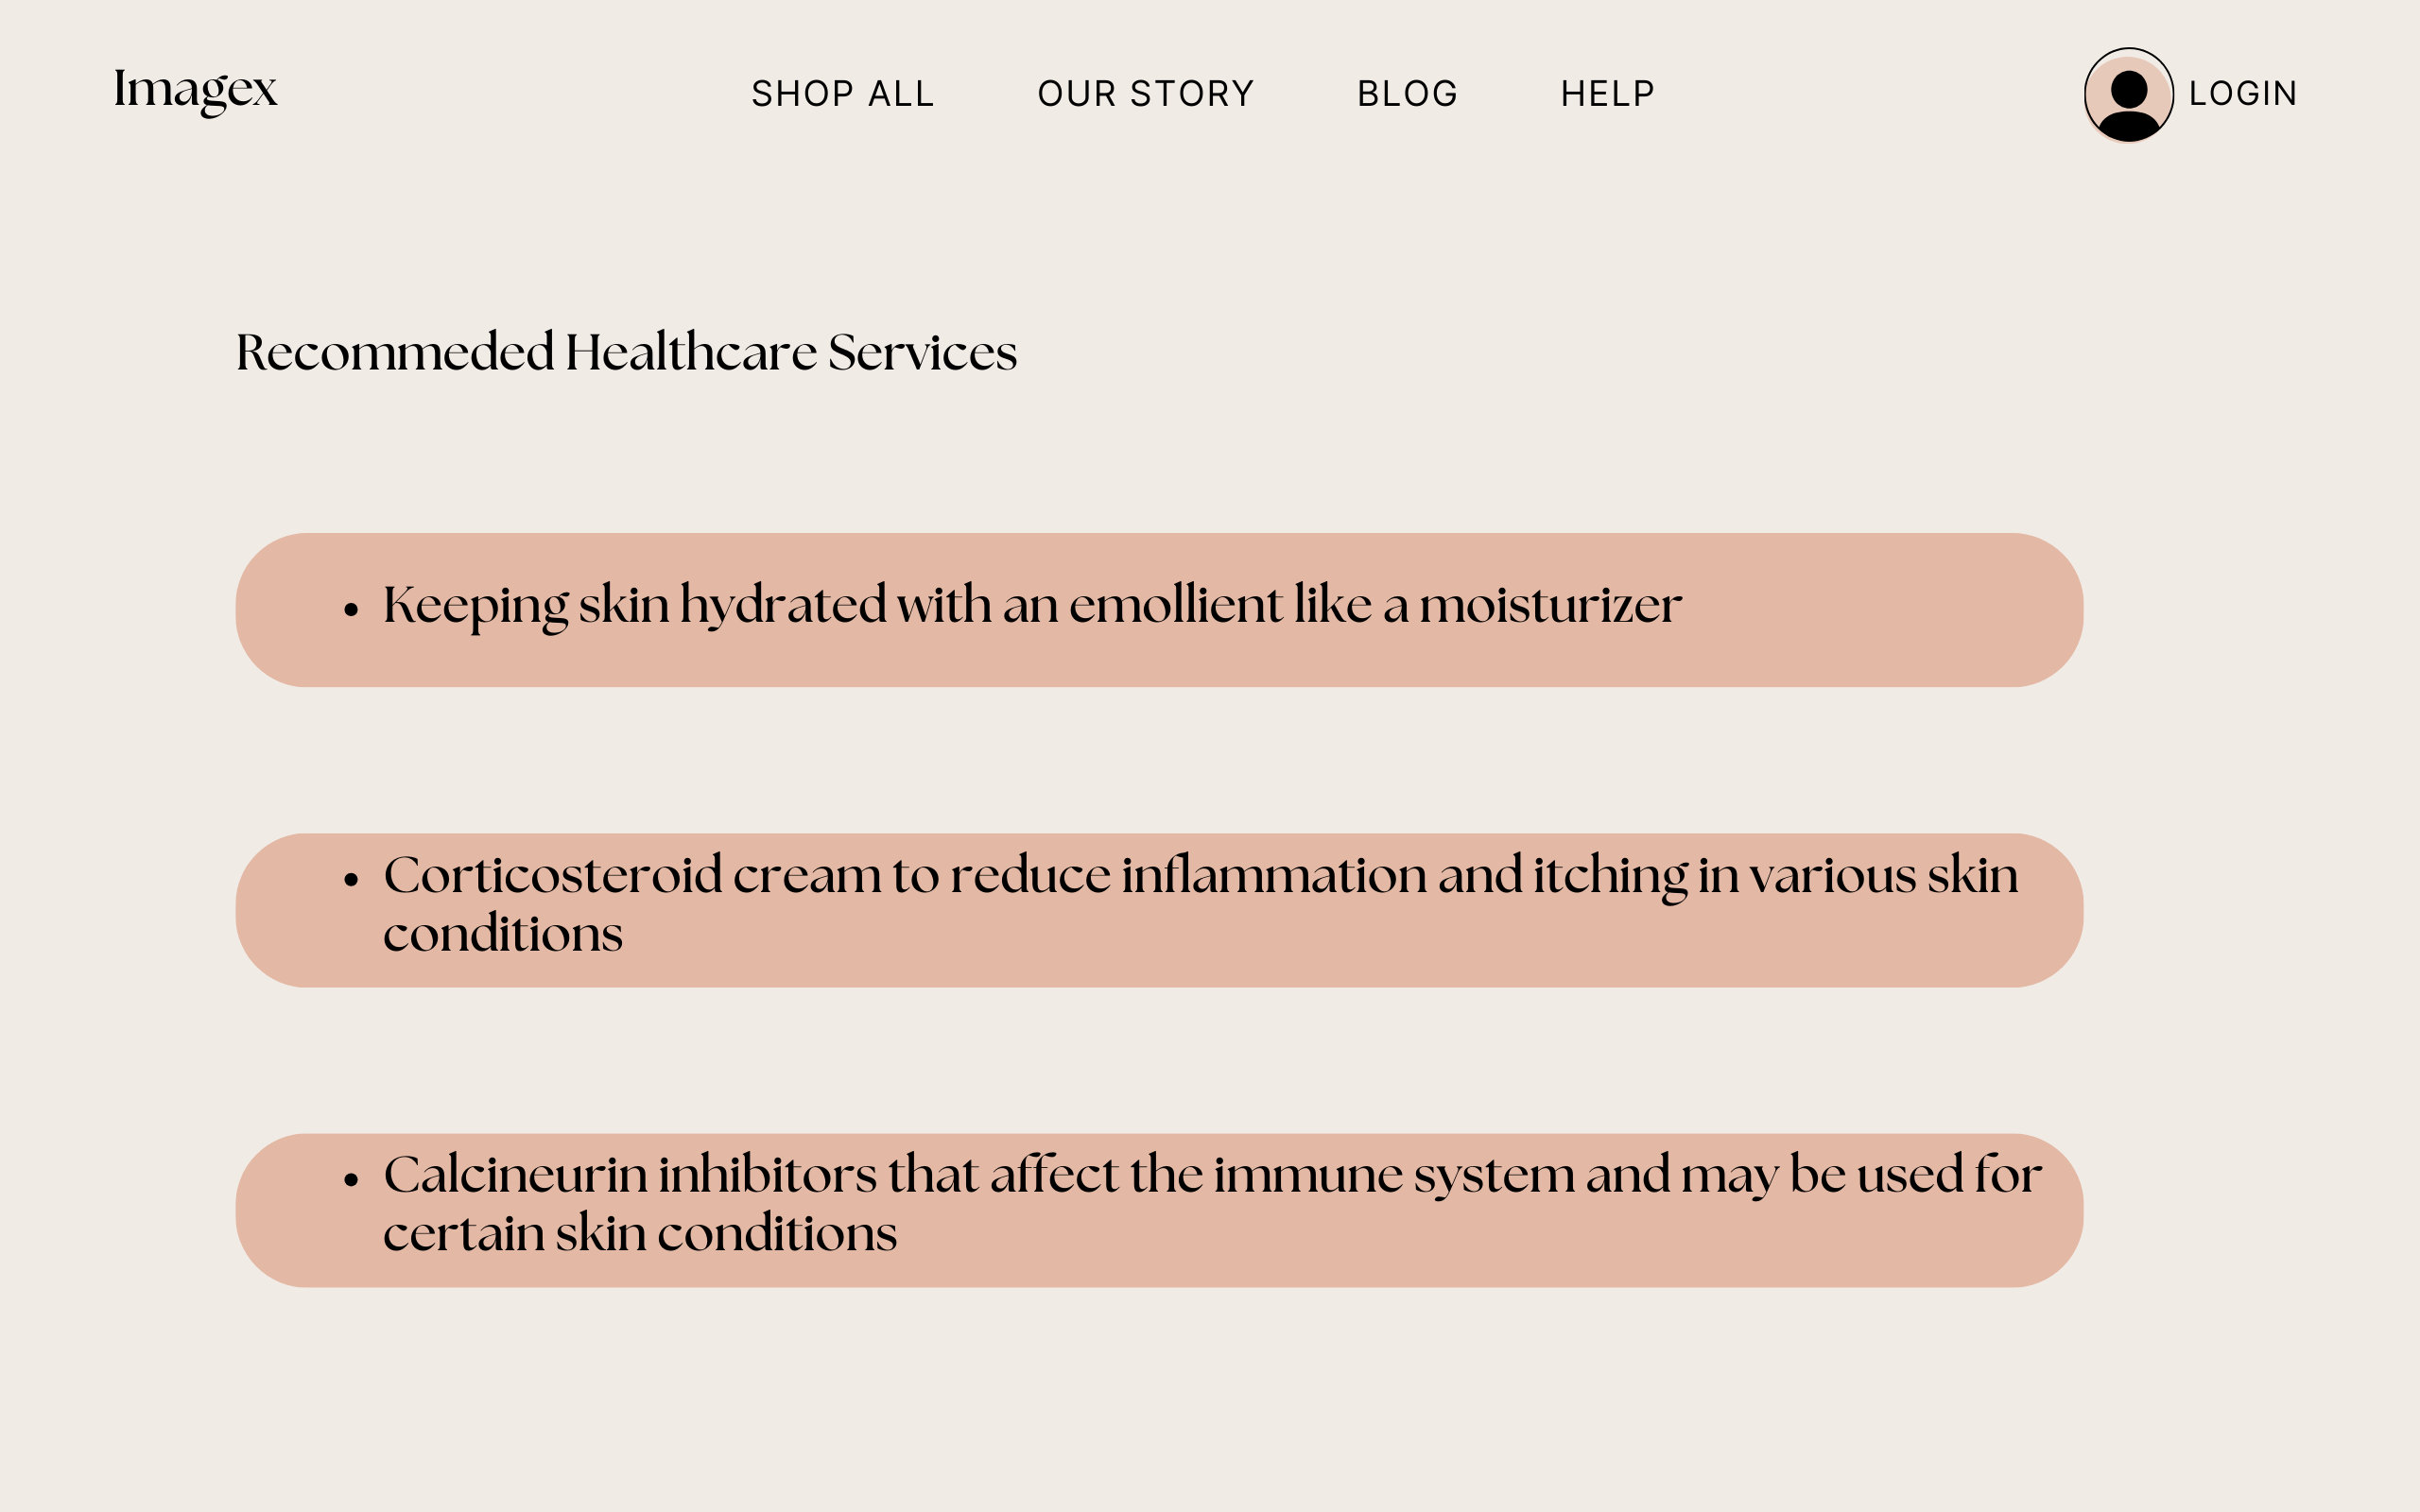 Imagex
SHOP ALL
OUR STORY
BLOG
HELP
LOGIN
Recommeded Healthcare Services
• Keeping skin hydrated with an emollient like a moisturizer
• Corticosteroid cream to reduce inflammation and itching in various skin
conditions
• Calcineurin inhibitors that affect the immune system and may be used for
certain skin conditions